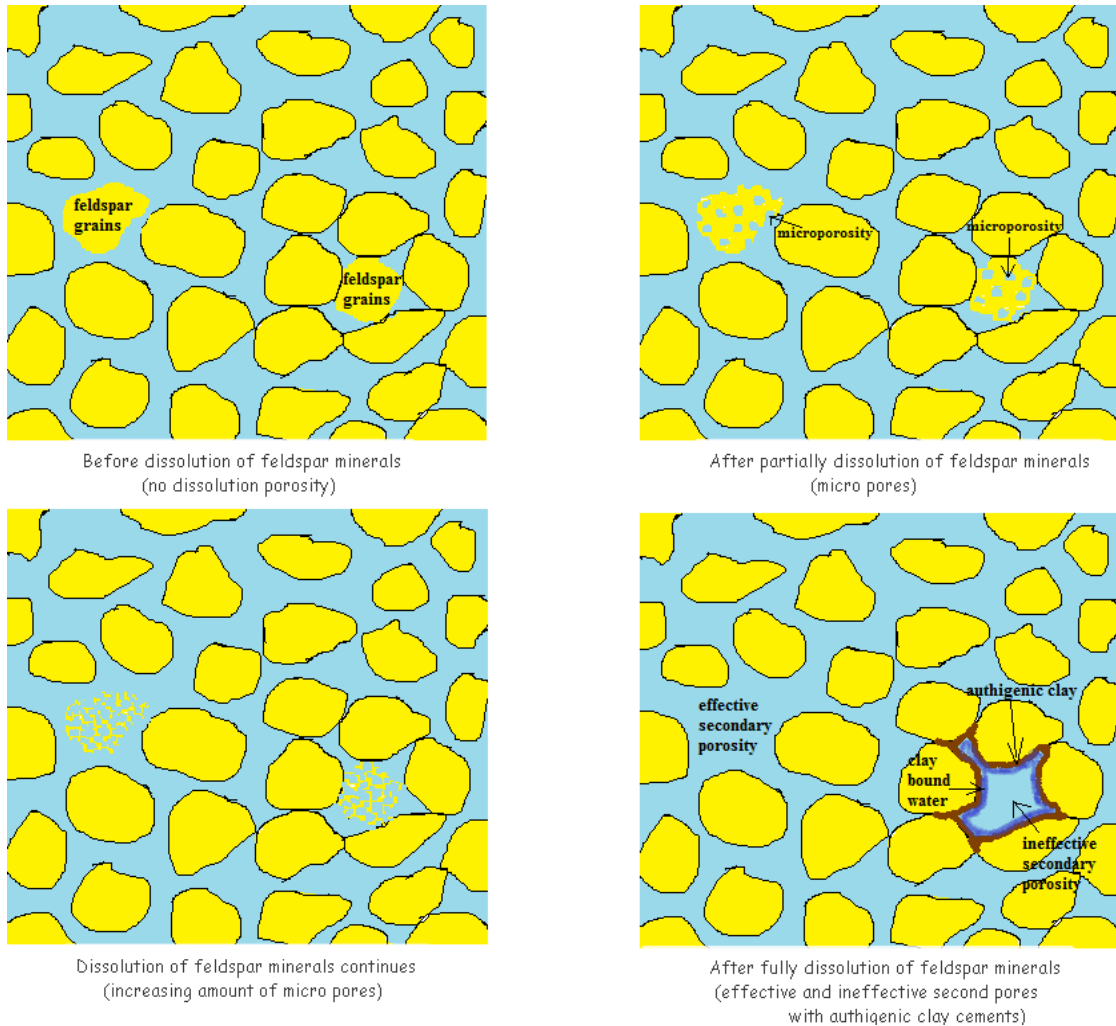 feldspar
grains
feldspar
grains
Before dissolution of feldspar minerals
(no dissolution porosity)
microporosity
microporosity
After partially dissolution of feldspar minerals
(micro pores)
Dissolution of feldspar minerals continues
(increasing amount of micro pores)
effective
secondary
porosity
authigenic clay
clay
bound
water
ineffective
secondary
porosity
After fully dissolution of feldspar minerals
(effective and ineffective second pores
with authigenic clay cements)